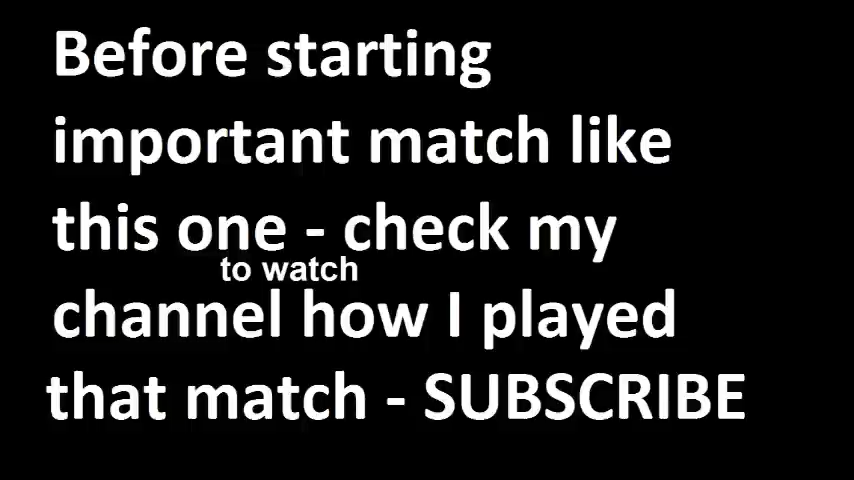 Before starting
important match like
this one - check my
to watch
channel how I played
that match - SUBSCRIBE